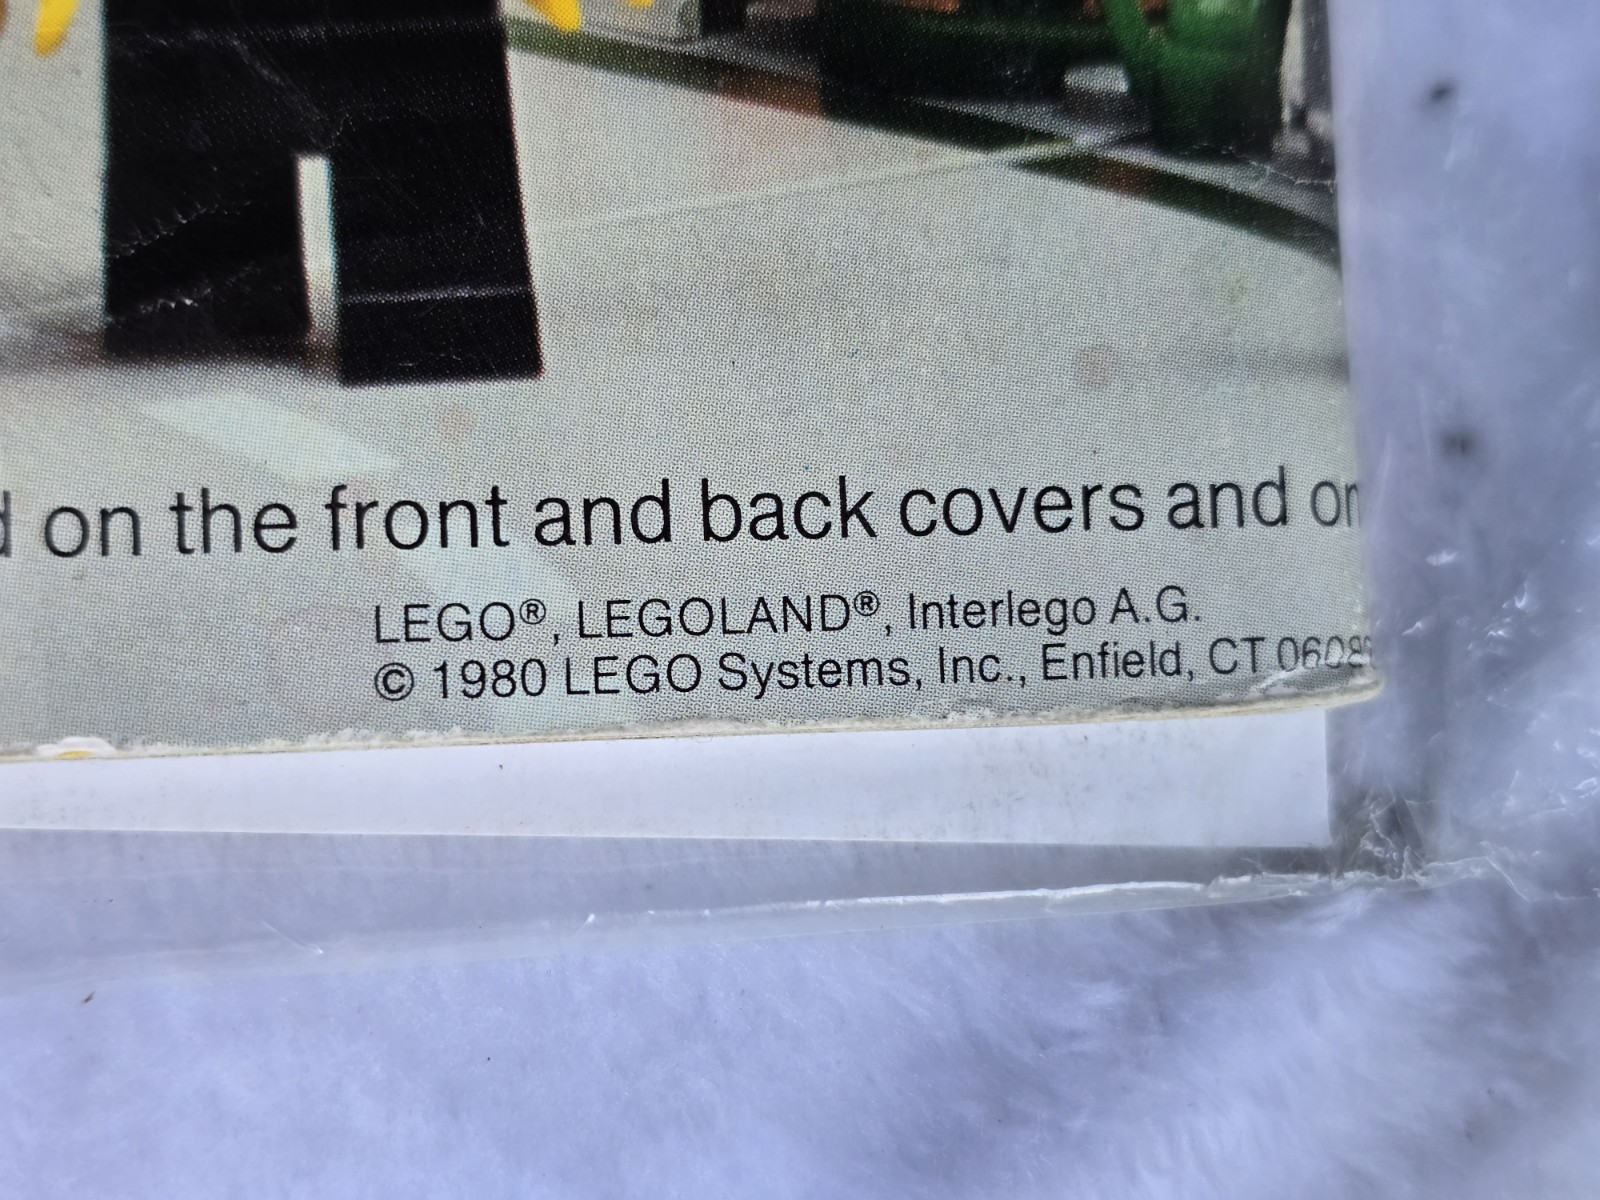 on the front and back covers and
LEGO®, LEGOLAND®, Interlego A.G.
© 1980 LEGO Systems, Inc., Enfield, CT